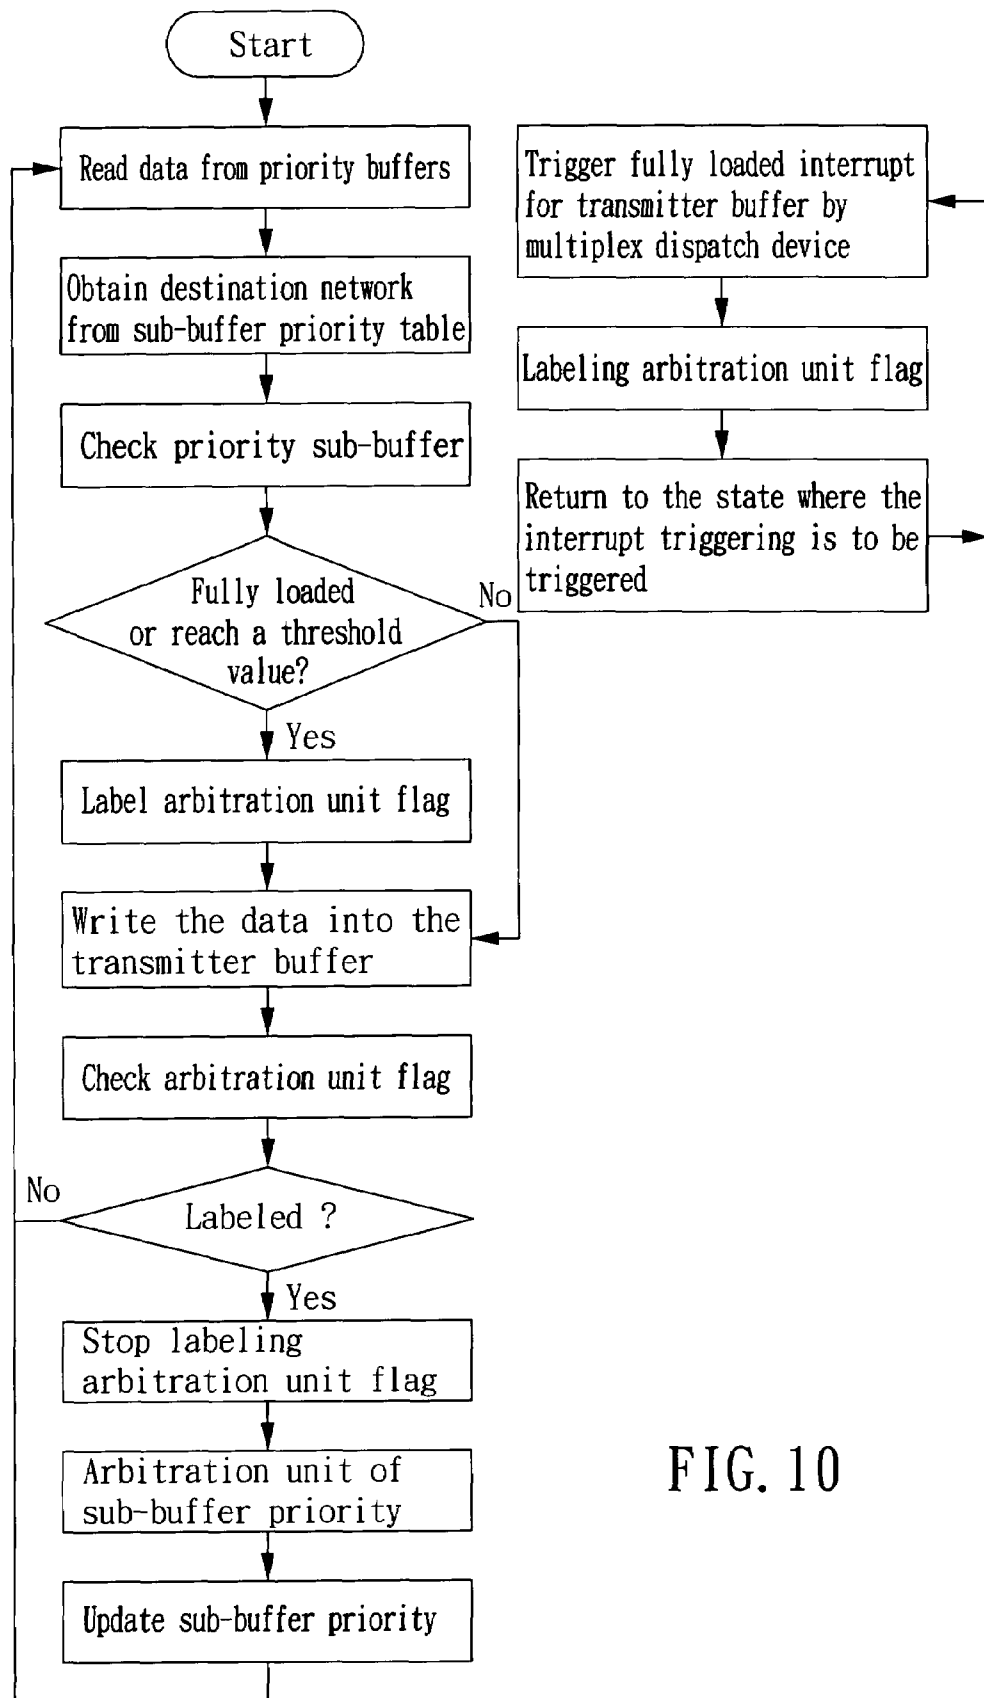 Start
Read data from priority buffers
Obtain destination network
from sub-buffer priority table
Check priority sub-buffer
Fully loaded
or reach a threshold
value?
No
Yes
Label arbitration unit flag
Write the data into the
transmitter buffer
Check arbitration unit flag
Labeled ?
No
Yes
Stop labeling
arbitration unit flag
Arbitration unit of
sub-buffer priority
Update sub-buffer priority
Trigger fully loaded interrupt
for transmitter buffer by
multiplex dispatch device
Labeling arbitration unit flag
Return to the state where the
interrupt triggering is to be
triggered
FIG. 10